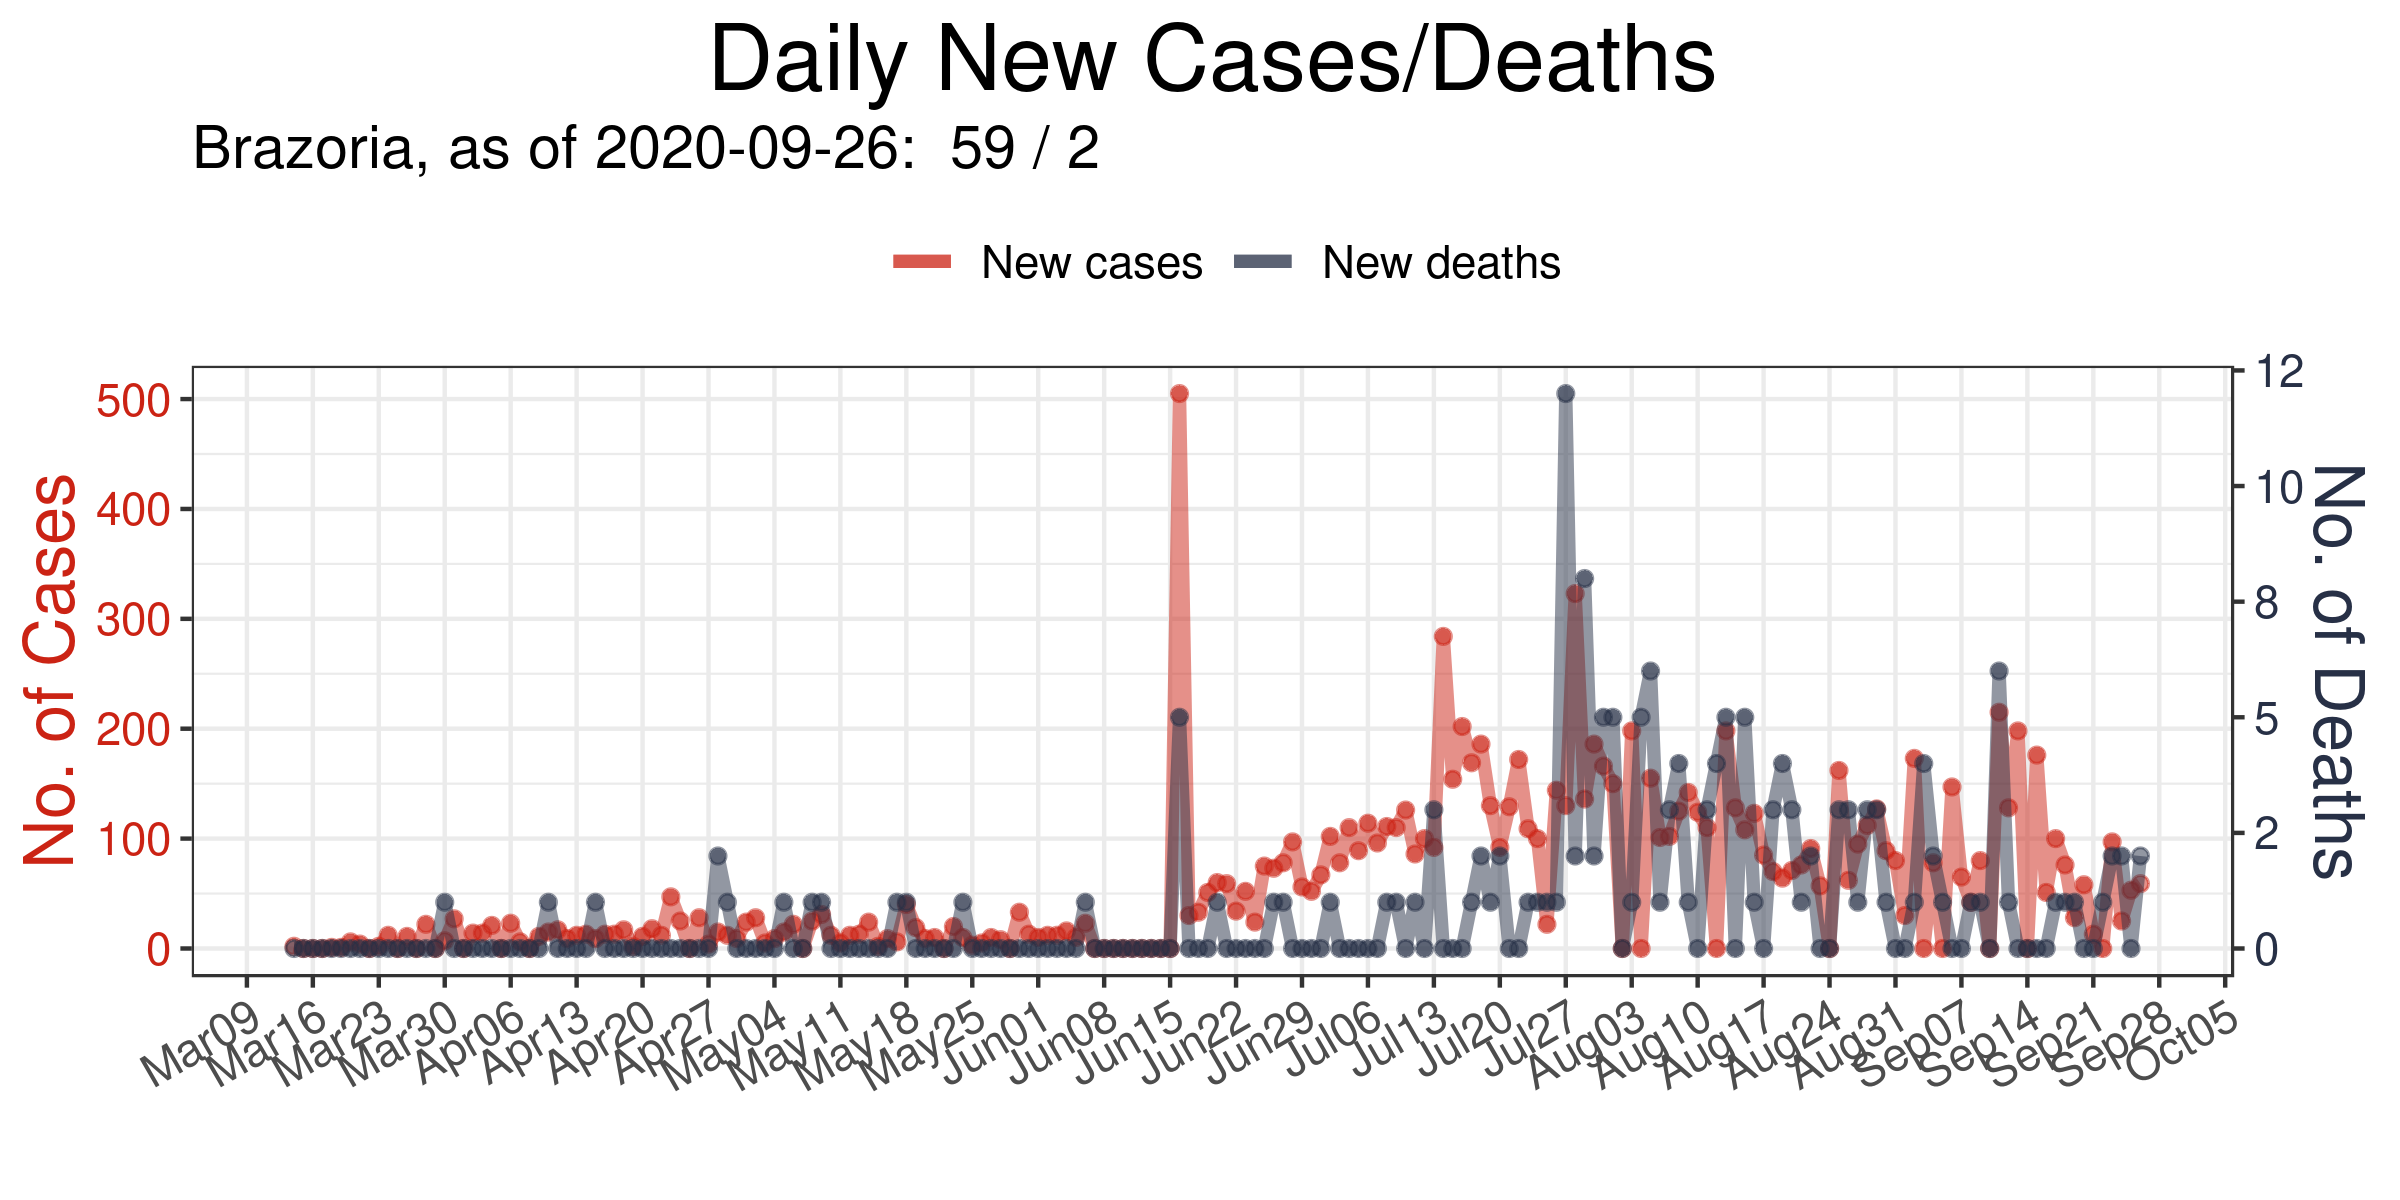 Daily New Cases/Deaths
Brazoria, as of 2020-09-26:  59 / 2
New cases
New deaths
No. of Cases
500
400
300
200
100
0
12
10
8
5
2
0
No. of Deaths
Mar09
Mar16
Mar23
Mar30
Apr06
Apr13
Apr20
Apr27
May04
May11
May18
May25
Jun01
Jun08
Jun15
Jun22
Jun29
Jul06
Jul13
Jul20
Jul27
Aug03
Aug10
Aug17
Aug24
Aug31
Sep07
Sep14
Sep21
Sep28
Oct05